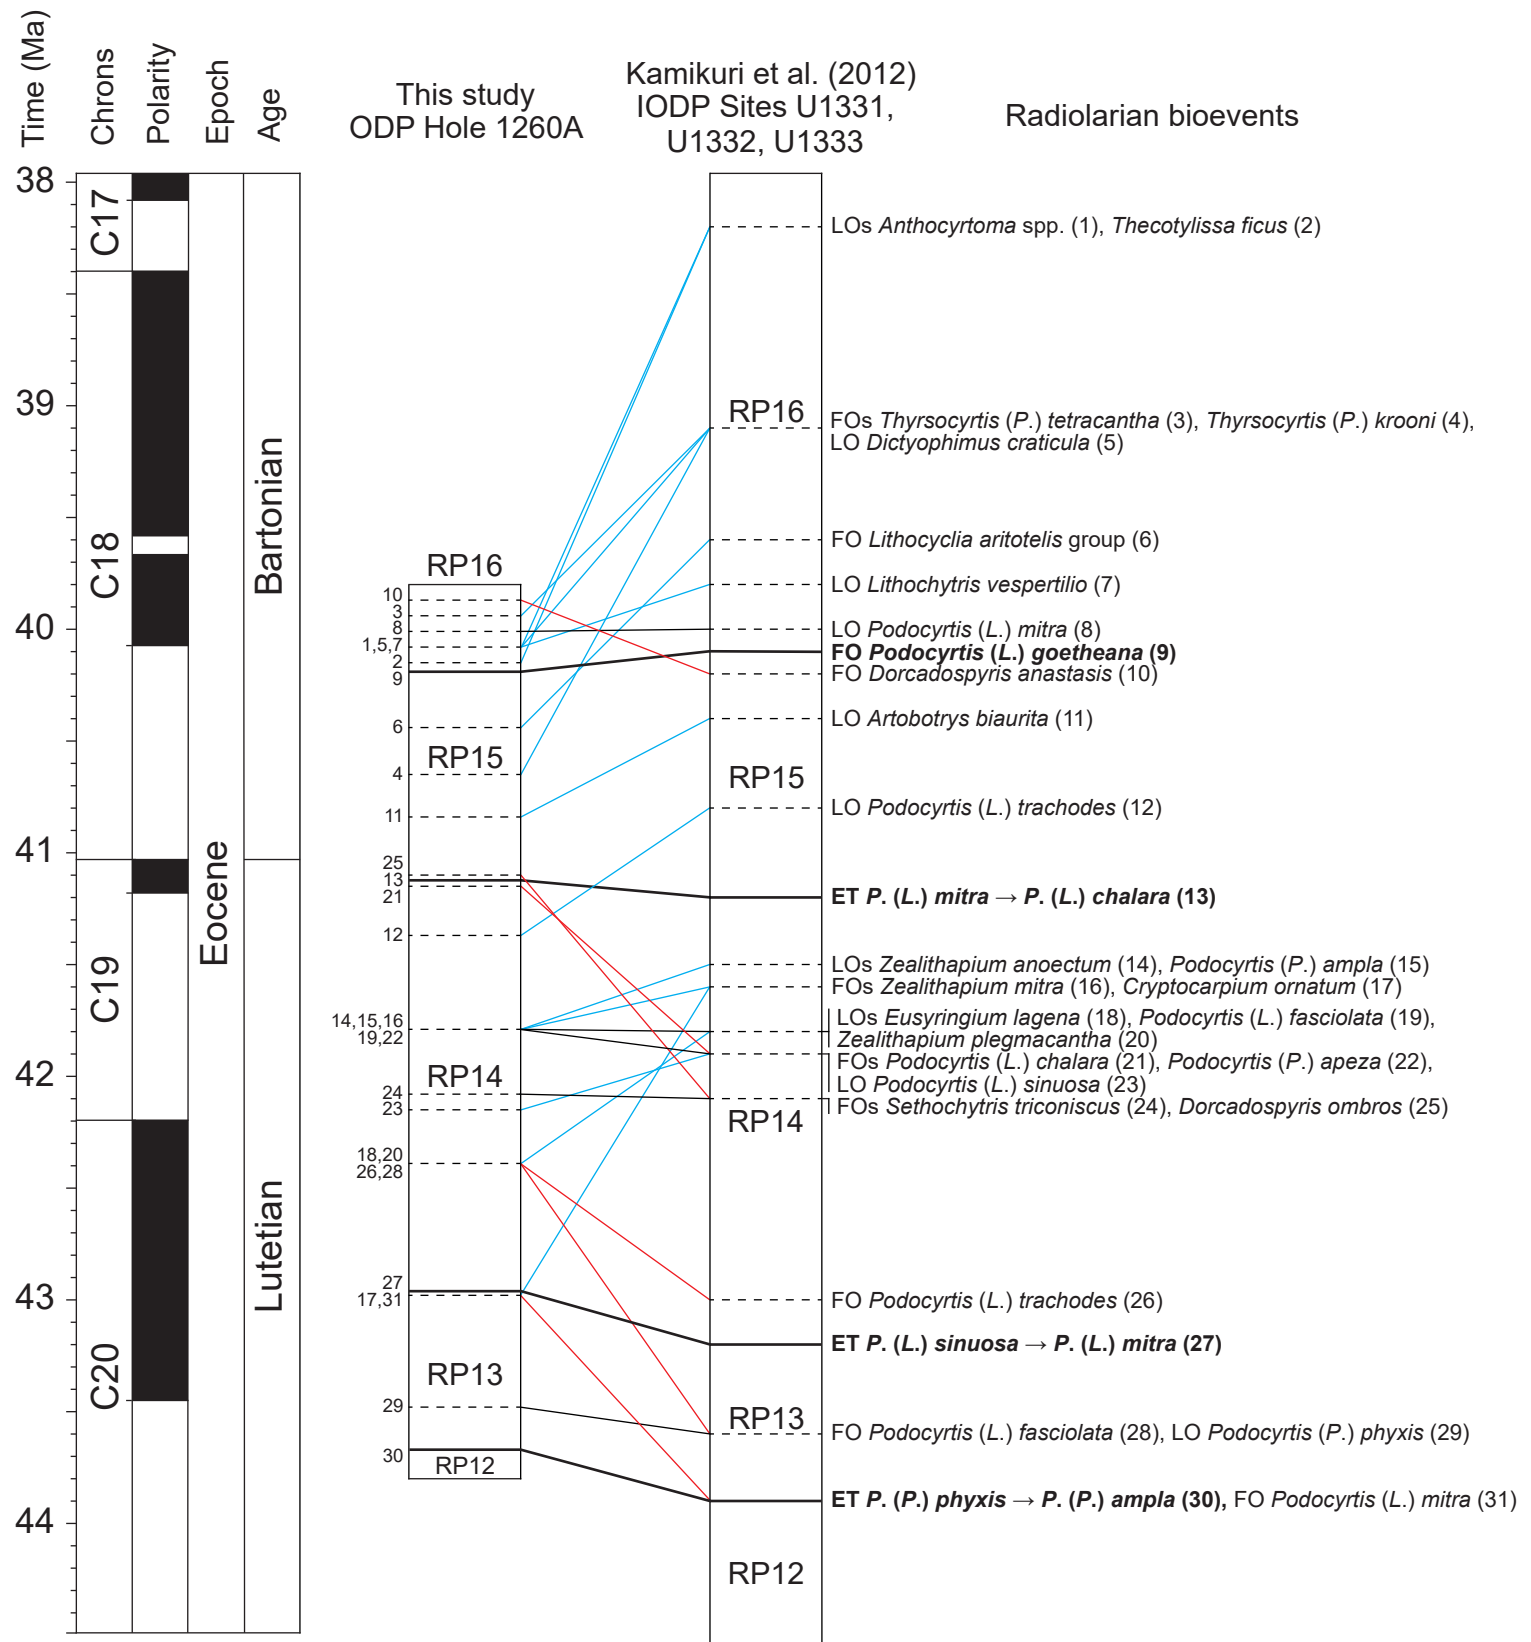 Time (Ma)
Chrons
Polarity
Epoch
Age
This study
ODP Hole 1260A
Kamikuri et al. (2012)
IODP Sites U1331,
U1332, U1333
Radiolarian bioevents
38
39
40
41
42
43
44
C17
C18
C19
C20
Eocene
Bartonian
Lutetian
RP16
10
3
8
1,5,7
2
9
6
RP15
4
11
25
13
21
12
14,15,16
19,22
RP14
24
23
18,20
26,28
27
17,31
RP13
29
30
RP12
RP16
RP15
RP14
RP13
RP12
LOs Anthocyrtoma spp. (1), Thecotylissa ficus (2)
FOs Thyrsocyrtis (P.) tetracantha (3), Thyrsocyrtis (P.) krooni (4),
LO Dictyophimus craticula (5)
FO Lithocyclia aritotelis group (6)
LO Lithochytris vespertilio (7)
LO Podocyrtis (L.) mitra (8)
FO Podocyrtis (L.) goetheana (9)
FO Dorcadospyris anastasis (10)
LO Artobotrys biaurita (11)
LO Podocyrtis (L.) trachodes (12)
ET P. (L.) mitra → P. (L.) chalara (13)
LOs Zealithapium anoectum (14), Podocyrtis (P.) ampla (15)
FOs Zealithapium mitra (16), Cryptocarpium ornatum (17)
LOs Eusyringium lagena (18), Podocyrtis (L.) fasciolata (19),
Zealithapium plegmacantha (20)
FOs Podocyrtis (L.) chalara (21), Podocyrtis (P.) apeza (22),
LO Podocyrtis (L.) sinuosa (23)
FOs Sethochytris triconiscus (24), Dorcadospyris ombros (25)
FO Podocyrtis (L.) trachodes (26)
ET P. (L.) sinuosa → P. (L.) mitra (27)
FO Podocyrtis (L.) fasciolata (28), LO Podocyrtis (P.) phyxis (29)
ET P. (P.) phyxis → P. (P.) ampla (30), FO Podocyrtis (L.) mitra (31)